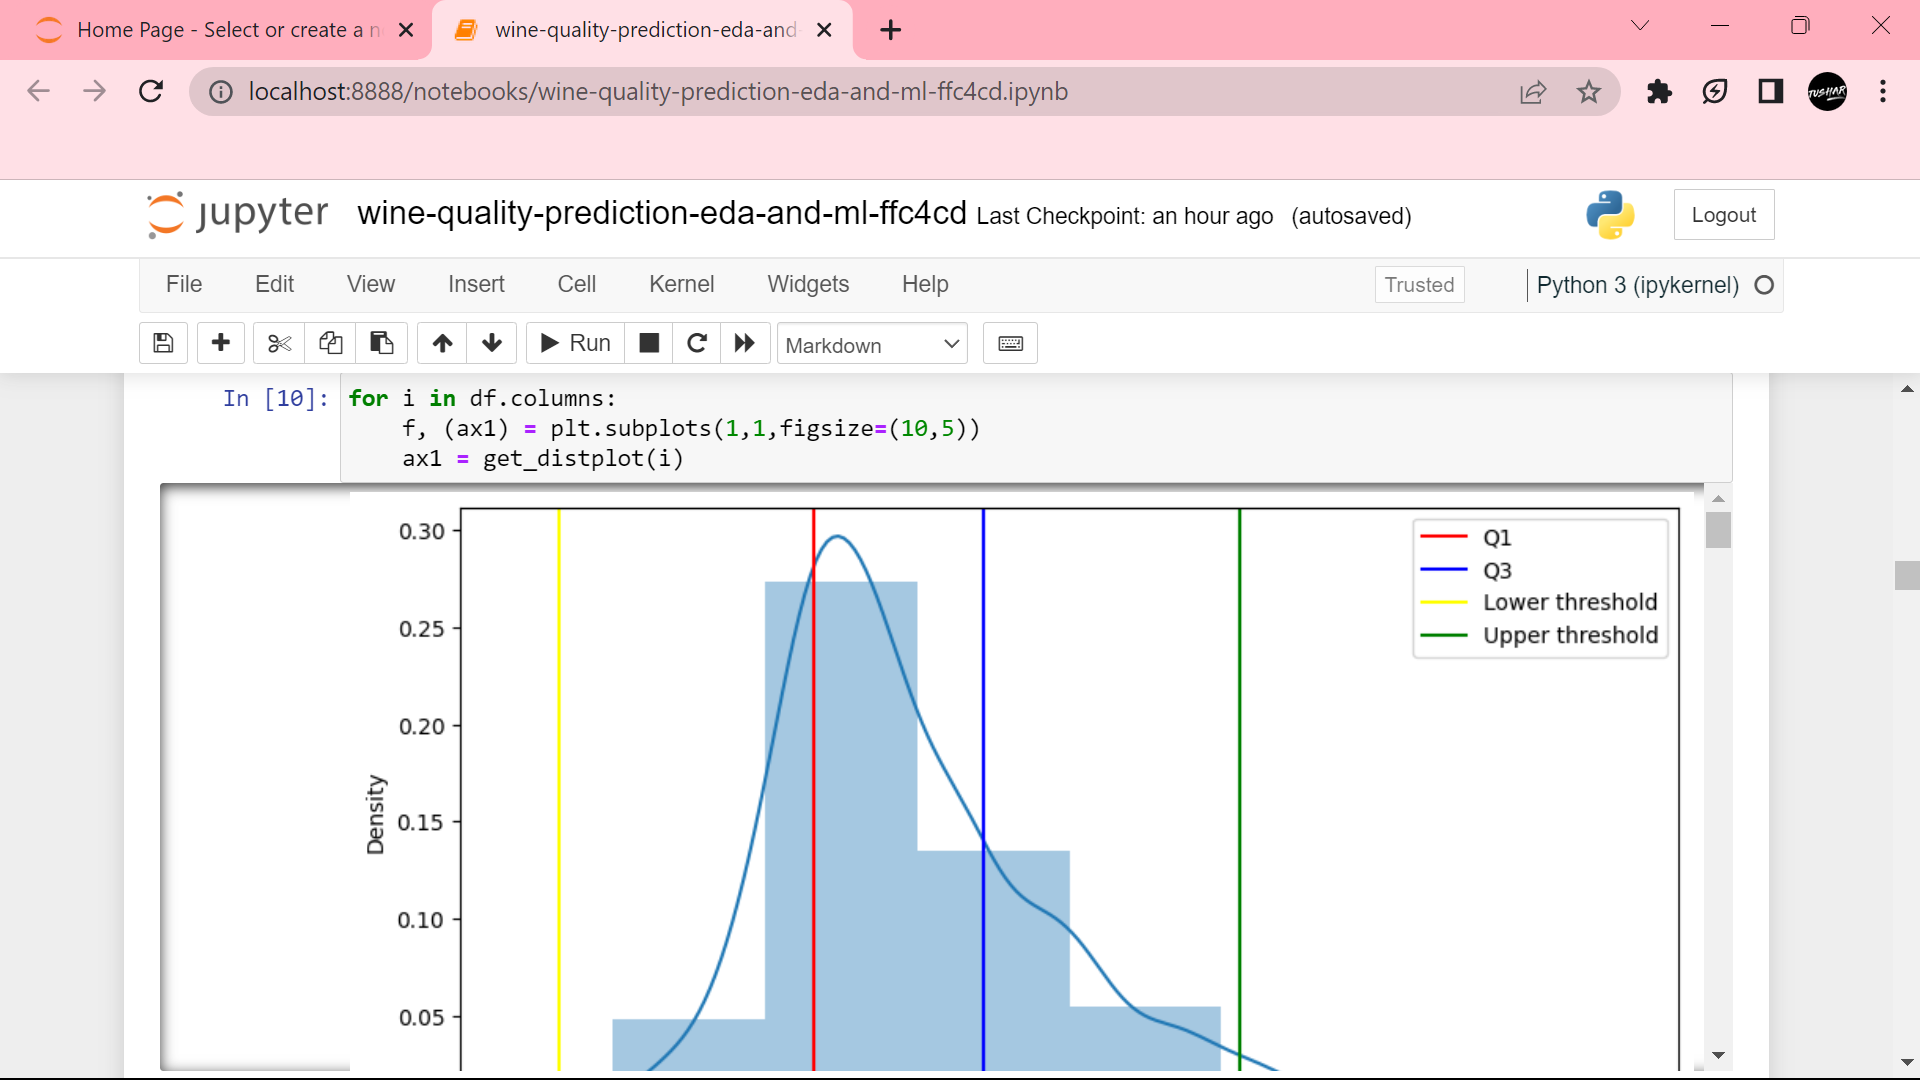 Home Page - Select or create a n
wine-quality-prediction-eda-and-
localhost:8888/notebooks/wine-quality-prediction-eda-and-ml-ffc4cd.ipynb
TUSHAR
jupyter wine-quality-prediction-eda-and-ml-ffc4cd Last Checkpoint: an hour ago (autosaved)
Logout
File Edit View Insert Cell Kernel Widgets Help
Trusted
Python 3 (ipykernel)
Run
Markdown
In [10]: for i in df.columns:
f, (ax1) = plt.subplots(1,1,figsize=(10,5))
ax1 = get_distplot(i)
0.30
0.25
0.20
0.15
0.10
0.05
Density
Q1
Q3
Lower threshold
Upper threshold